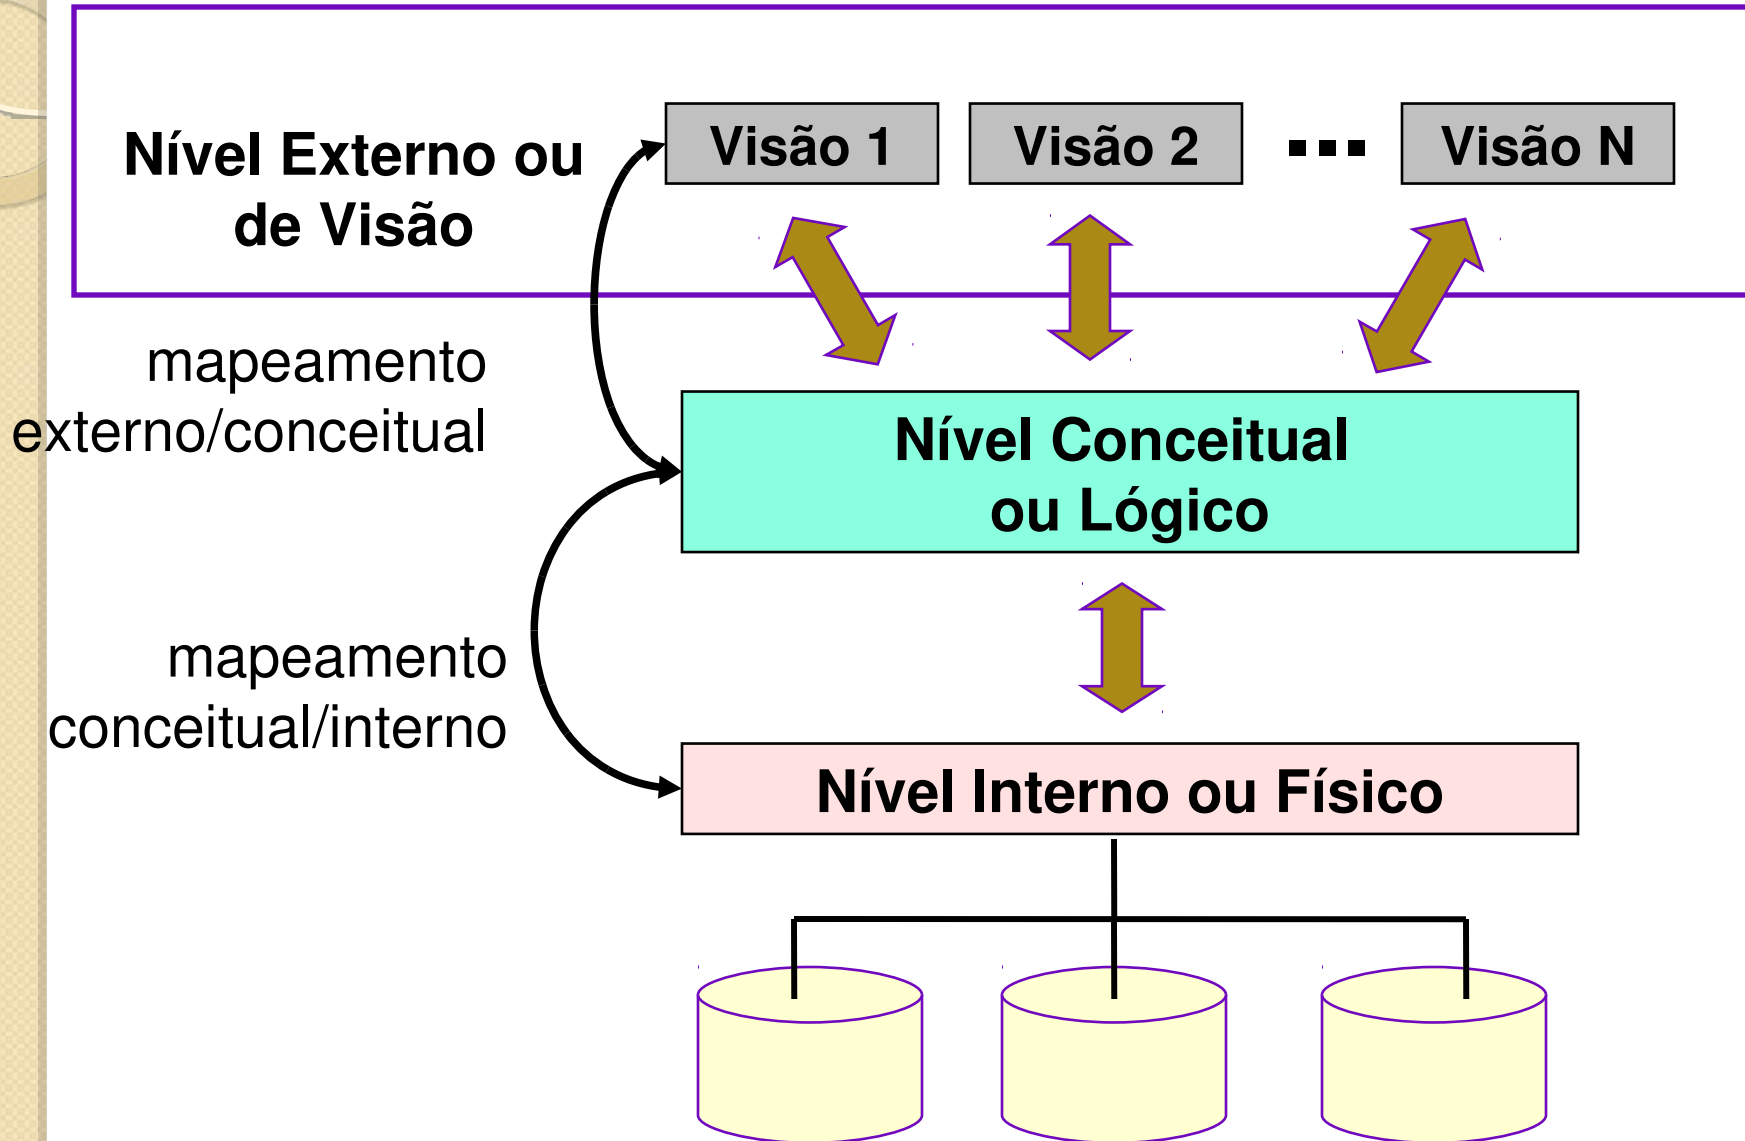 Nível Externo ou
de Visão
Visão 1
Visão 2
Visão N
mapeamento
externo/conceitual
Nível Conceitual
ou Lógico
mapeamento
conceitual/interno
Nível Interno ou Físico